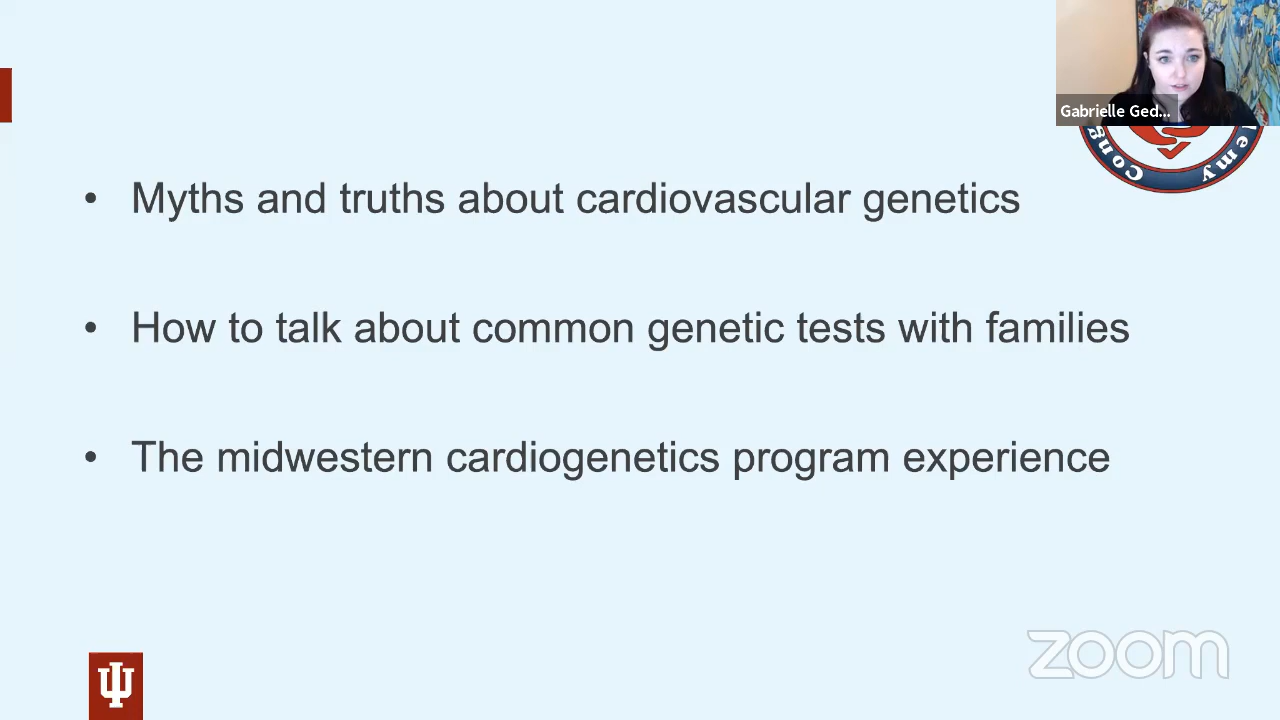 Gabrielle Ged...
• Myths and truths about cardiovascular genetics
• How to talk about common genetic tests with families
• The midwestern cardiogenetics program experience
zoom